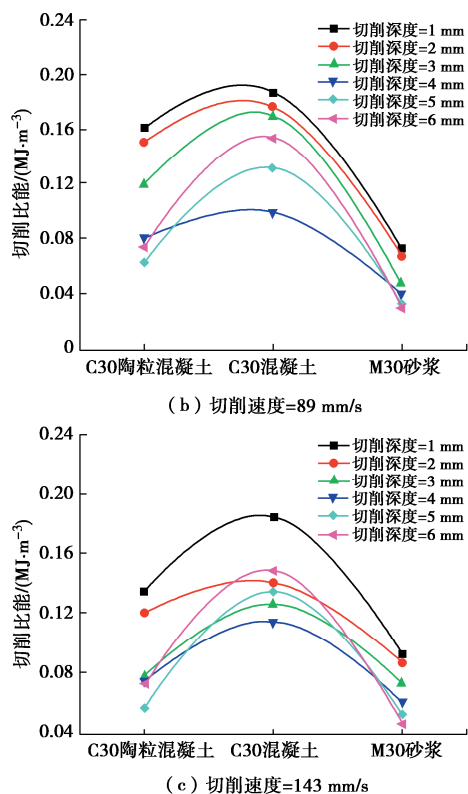 0.24
0.20
0.16
0.12
0.08
0.04
0
切削比能/(MJ·m⁻³)
切削深度=1 mm
切削深度=2 mm
切削深度=3 mm
切削深度=4 mm
切削深度=5 mm
切削深度=6 mm
C30陶粒混凝土 C30混凝土 M30砂浆
(b) 切削速度=89 mm/s
0.24
0.20
0.16
0.12
0.08
0.04
切削比能/(MJ·m⁻³)
切削深度=1 mm
切削深度=2 mm
切削深度=3 mm
切削深度=4 mm
切削深度=5 mm
切削深度=6 mm
C30陶粒混凝土 C30混凝土 M30砂浆
(c) 切削速度=143 mm/s